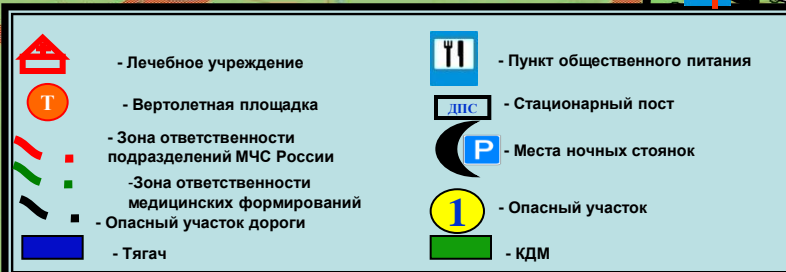 - Лечебное учреждение
Т
- Вертолетная площадка
- Зона ответственности
подразделений МЧС России
-Зона ответственности
медицинских формирований
- Опасный участок дороги
- Тягач
- Пункт общественного питания
ДПС
- Стационарный пост
P
- Места ночных стоянок
1
- Опасный участок
- КДМ